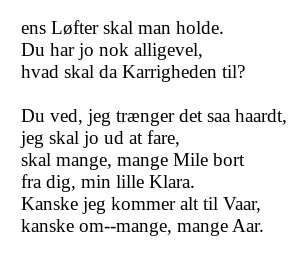 ens Løfter skal man holde.
Du har jo nok alligevel,
hvad skal da Karrigheden til?

Du ved, jeg trænger det saa haardt,
jeg skal jo ud at fare,
skal mange, mange Mile bort
fra dig, min lille Klara.
Kanske jeg kommer alt til Vaar,
kanske om--mange, mange Aar.